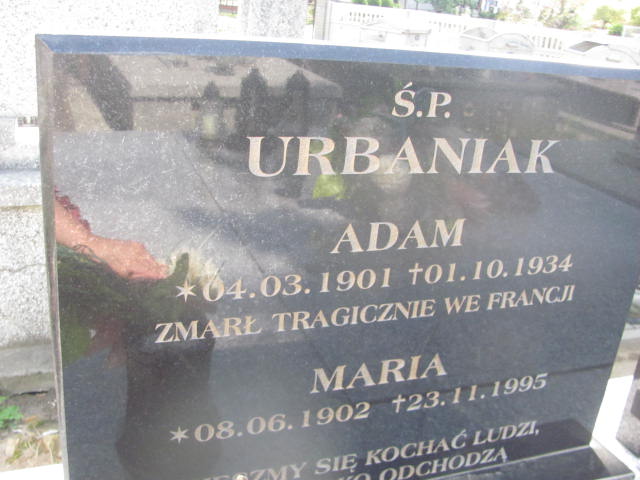 Ś.P.
URBANIAK
ADAM
✶04.03.1901 †01.10.1934
ZMARŁ TRAGICZNIE WE FRANCJI
MARIA
✶08.06.1902 †23.11.1995
SIĘ KOCHAĆ LUDZI,
ODCHODZĄ